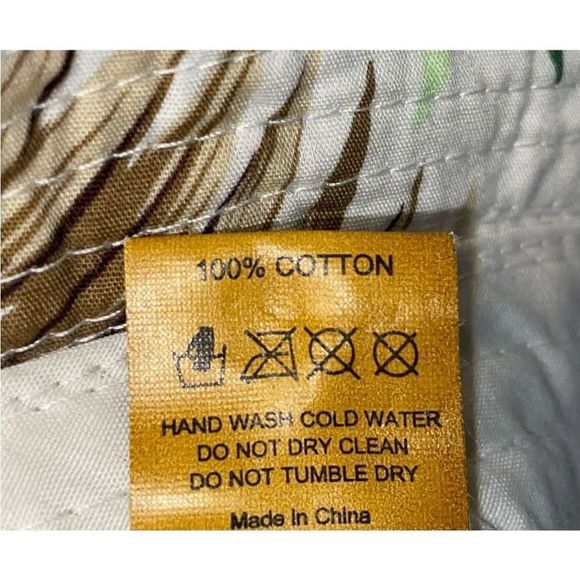 100% COTTON
HAND WASH COLD WATER
DO NOT DRY CLEAN
DO NOT TUMBLE DRY
Made In China